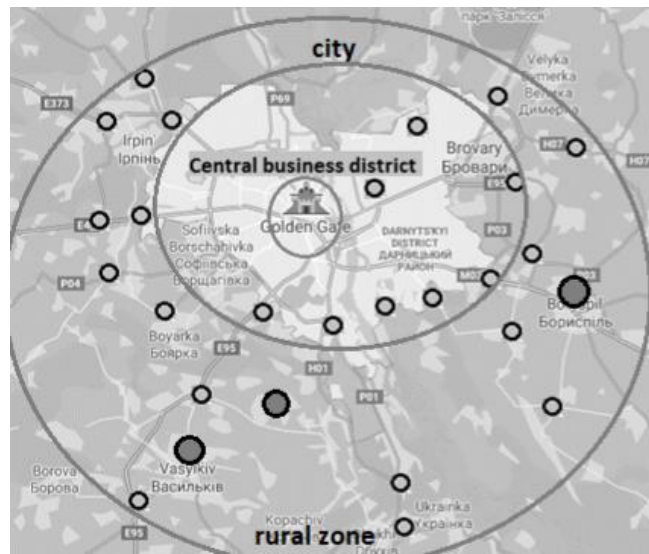 парк "Залісся
city
Velyka
Dymerka
Велика
Димерка
P69
E373
Irpin'
Ірпінь
Brovary
Бровари
H07
H07
Central business district
E95
Golden Gate
Sofiivska
Borschahivka
Софіївська
Борщагівка
DARNYTS'KYI
DISTRICT
ДАРНИЦЬКИЙ
РАЙОН
P03
P04
M03
P03
Бориспіль
Boyarka
Боярка
E95
H01
P01
Vasylkiv
Васильків
Borova
Борова
E95
Kopachiv
Ukrainka
Українка
rural zone